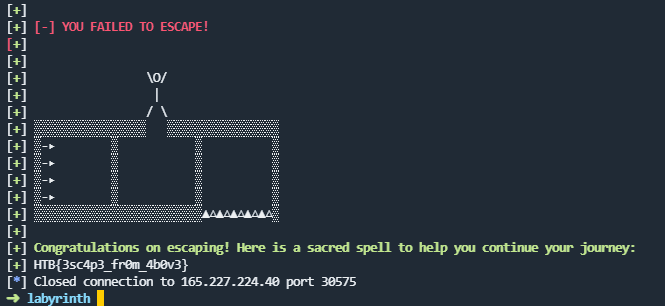 [+]
[+] [-] YOU FAILED TO ESCAPE!
[+]
[+]
[+] \O/
[+] |
[+] / \
[+] ▒▒▒▒▒▒▒▒▒▒▒▒▒▒▒▒   ▒▒▒▒▒▒▒▒▒▒▒▒▒▒▒▒
[+] ▒-▸        ▒           ▒          ▒
[+] ▒-▸        ▒           ▒          ▒
[+] ▒-▸        ▒           ▒          ▒
[+] ▒-▸        ▒           ▒          ▒
[+] ▒▒▒▒▒▒▒▒▒▒▒▒▒▒▒▒▒▒▒▒▒▒▒▒▲△▲△▲△▲△▲△▒
[+]
[+] Congratulations on escaping! Here is a sacred spell to help you continue your journey:
[+] HTB{3sc4p3_fr0m_4b0v3}
[*] Closed connection to 165.227.224.40 port 30575
➜ labyrinth